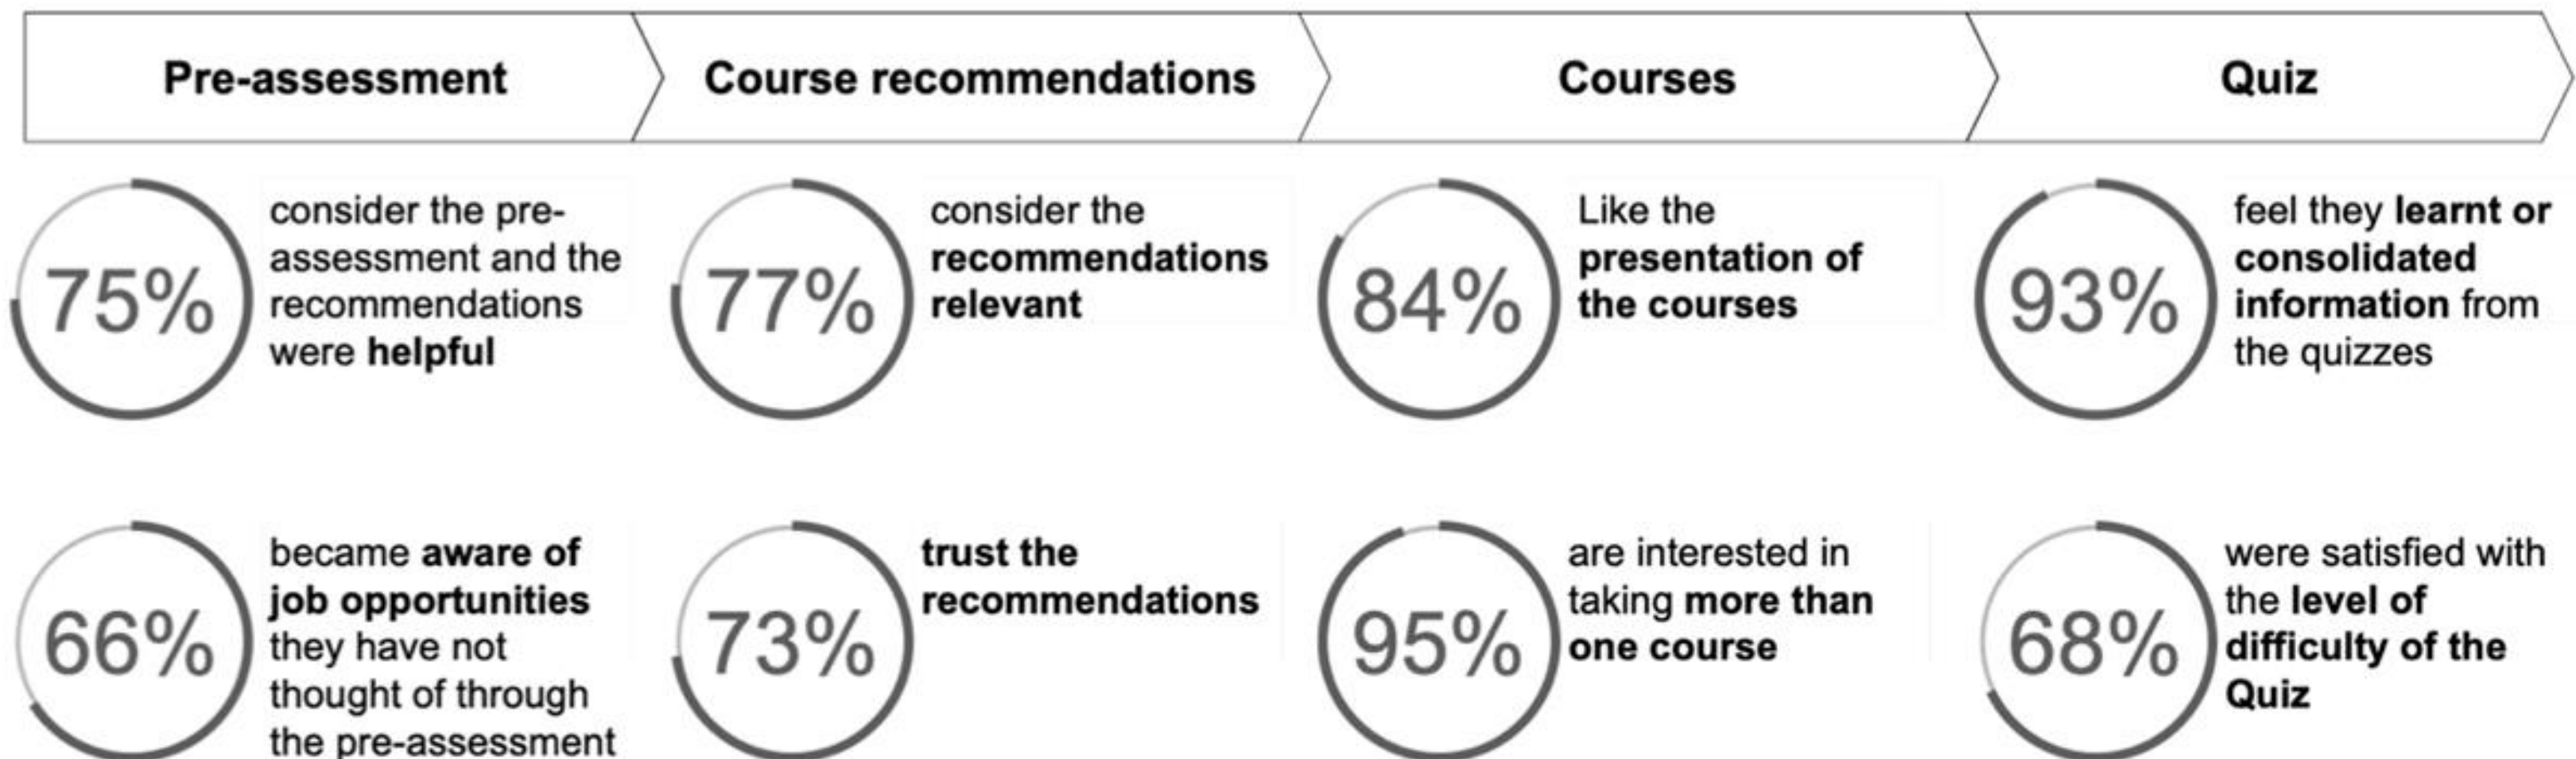 Pre-assessment
Course recommendations
Courses
Quiz
75%
consider the pre-
assessment and the
recommendations
were helpful
77%
consider the
recommendations
relevant
84%
Like the
presentation of
the courses
93%
feel they learnt or
consolidated
information from
the quizzes
66%
became aware of
job opportunities
they have not
thought of through
the pre-assessment
73%
trust the
recommendations
95%
are interested in
taking more than
one course
68%
were satisfied with
the level of
difficulty of the
Quiz